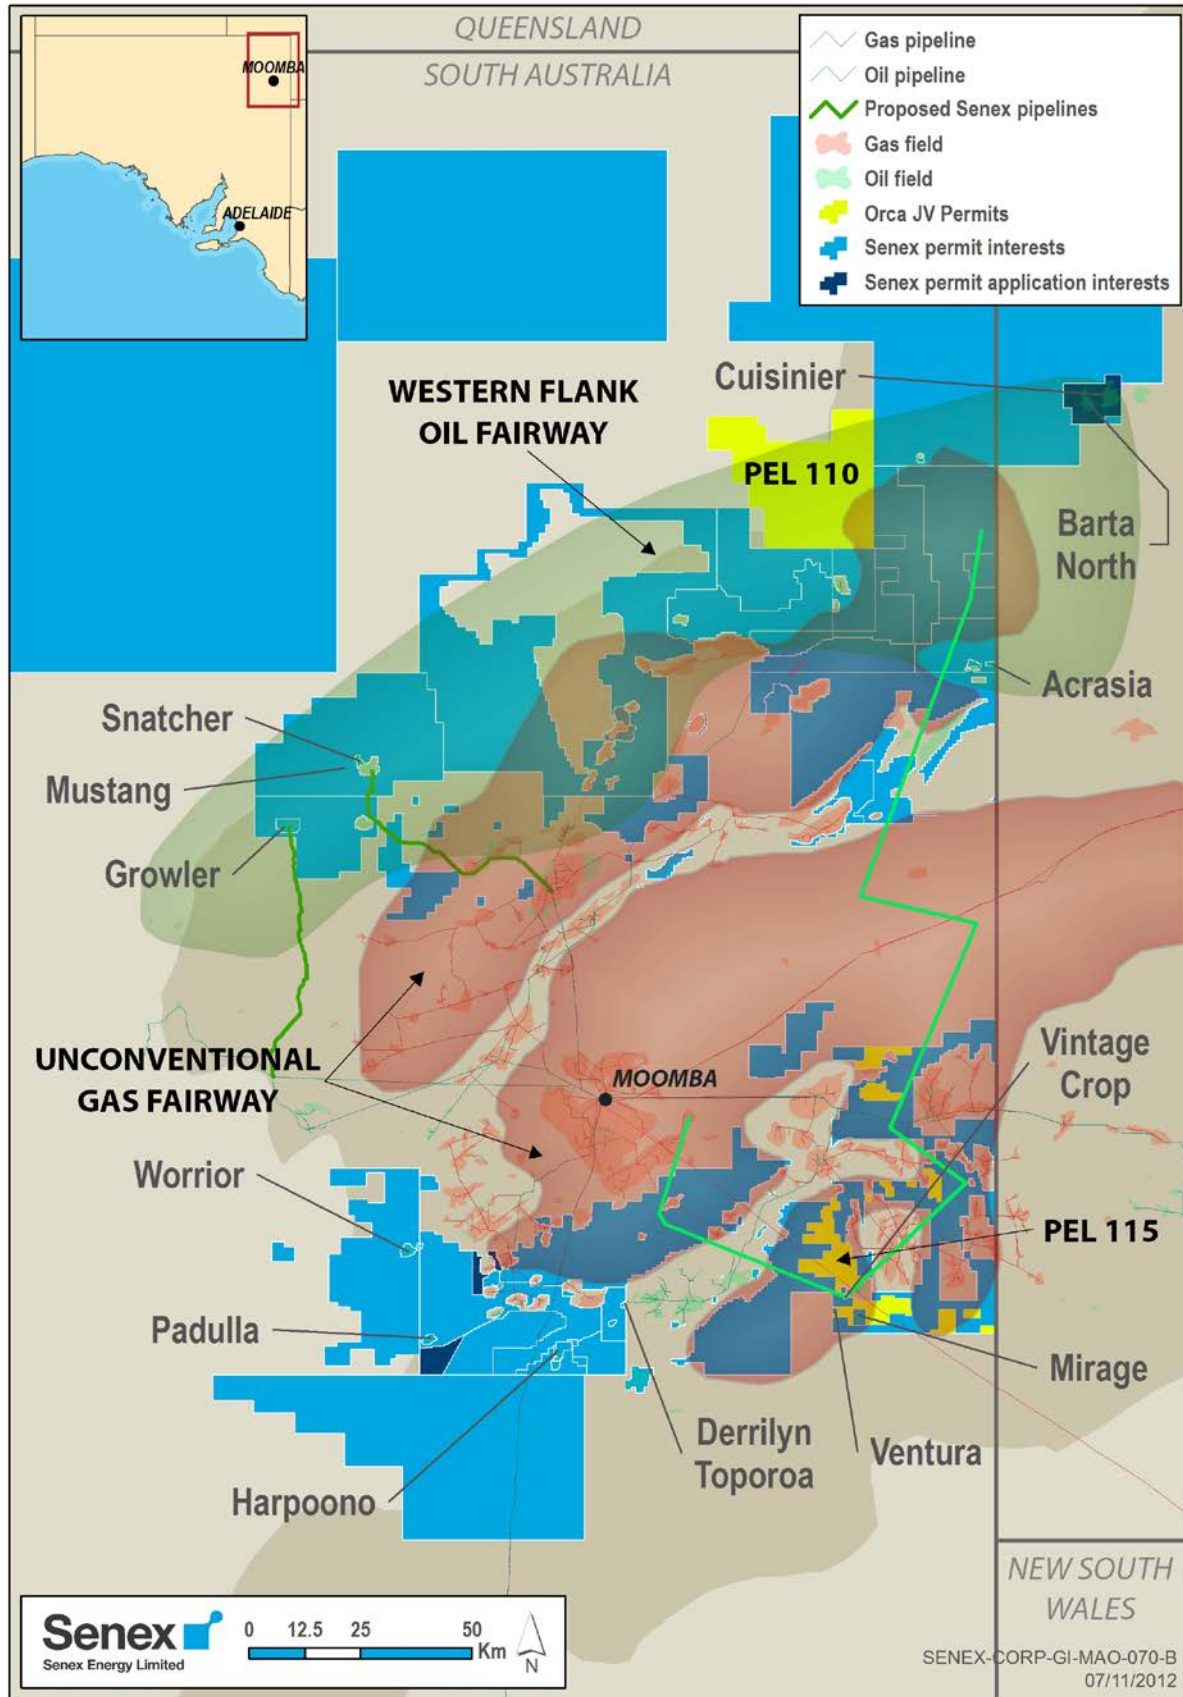 QUEENSLAND
SOUTH AUSTRALIA
MOOMBA
ADELAIDE
Gas pipeline
Oil pipeline
Proposed Senex pipelines
Gas field
Oil field
Orca JV Permits
Senex permit interests
Senex permit application interests
Cuisinier
WESTERN FLANK
OIL FAIRWAY
PEL 110
Barta
North
Acrasia
Snatcher
Mustang
Growler
UNCONVENTIONAL
GAS FAIRWAY
MOOMBA
Vintage
Crop
Worrior
PEL 115
Padulla
Mirage
Derrilyn
Toporoa
Ventura
Harpoono
NEW SOUTH
WALES
Senex
Senex Energy Limited
0 12.5 25 50
Km
N
SENEX-CORP-GI-MAO-070-B
07/11/2012